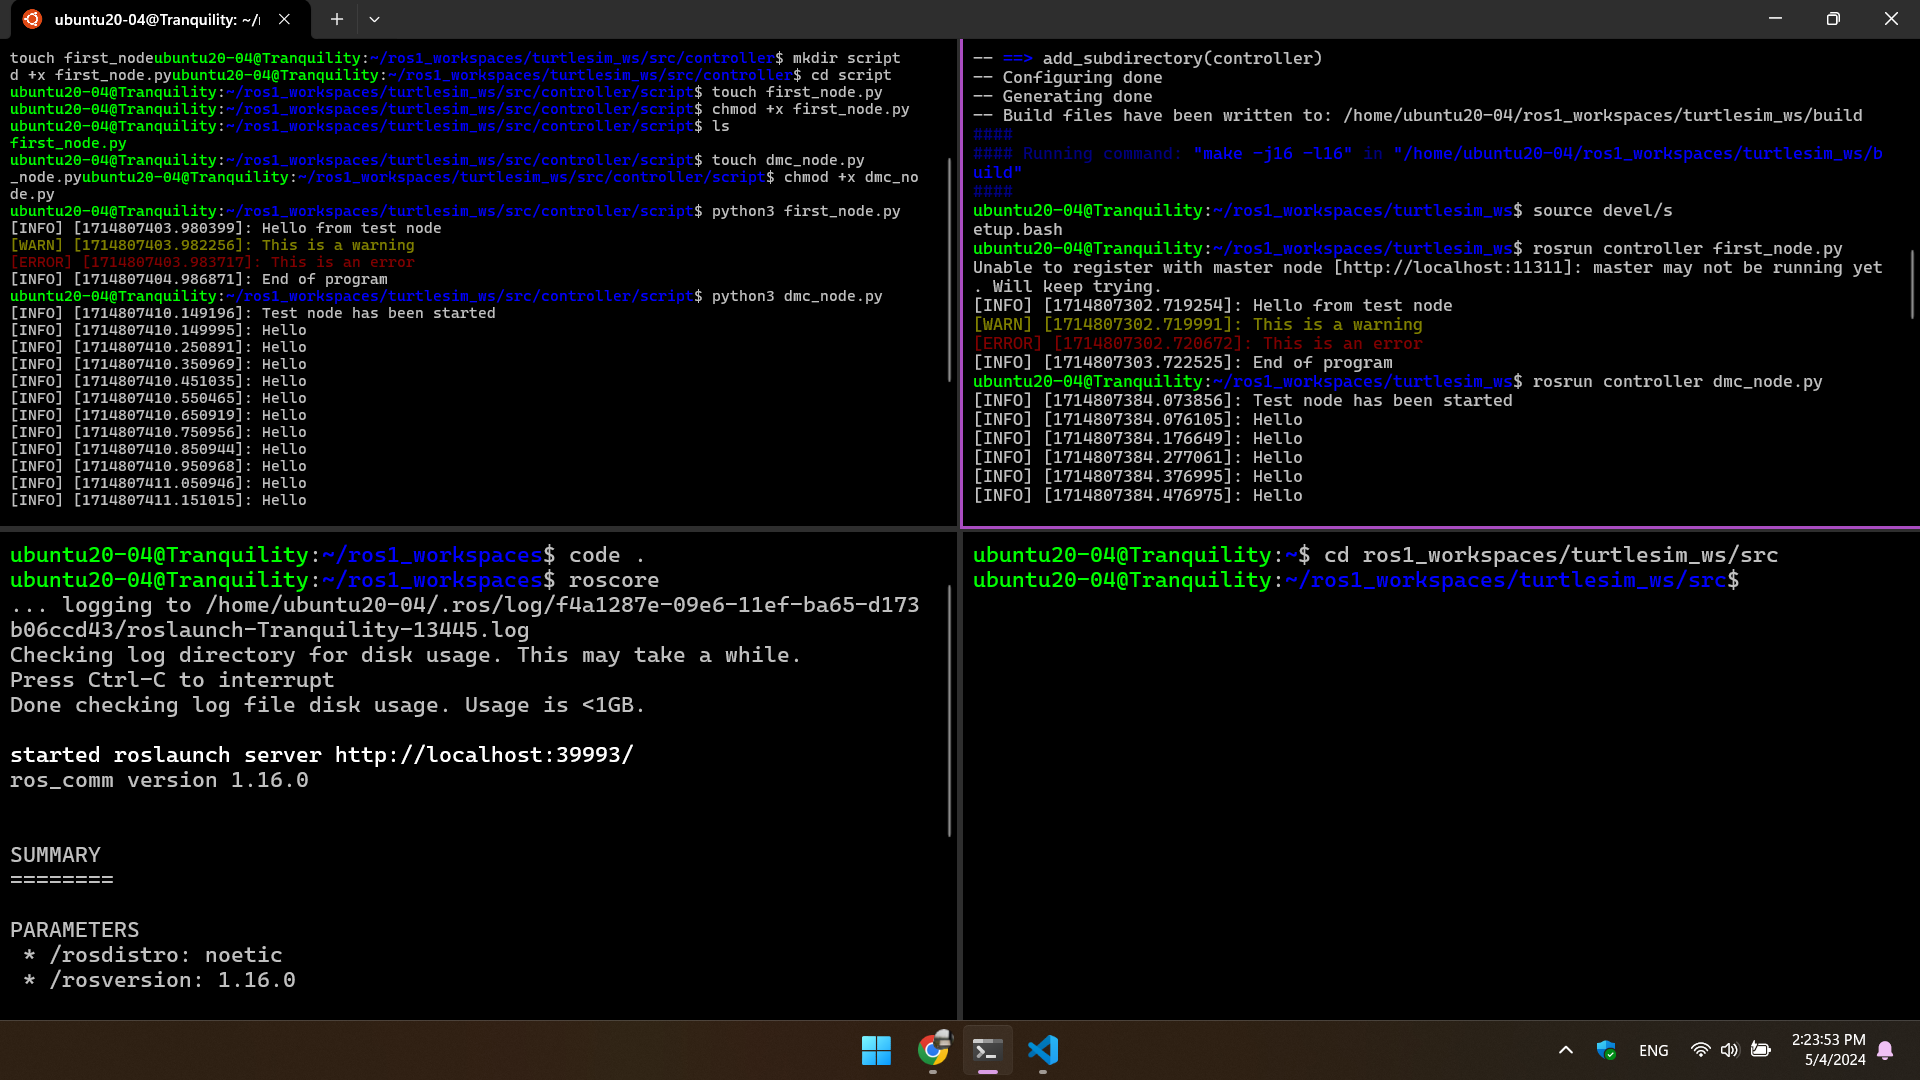 ubuntu20-04@Tranquility: ~/r
touch first_nodeubuntu20-04@Tranquility:~/ros1_workspaces/turtlesim_ws/src/controller$ mkdir script
d +x first_node.pyubuntu20-04@Tranquility:~/ros1_workspaces/turtlesim_ws/src/controller$ cd script
ubuntu20-04@Tranquility:~/ros1_workspaces/turtlesim_ws/src/controller/script$ touch first_node.py
ubuntu20-04@Tranquility:~/ros1_workspaces/turtlesim_ws/src/controller/script$ chmod +x first_node.py
ubuntu20-04@Tranquility:~/ros1_workspaces/turtlesim_ws/src/controller/script$ ls
first_node.py
ubuntu20-04@Tranquility:~/ros1_workspaces/turtlesim_ws/src/controller/script$ touch dmc_node.py
_node.pyubuntu20-04@Tranquility:~/ros1_workspaces/turtlesim_ws/src/controller/script$ chmod +x dmc_no
de.py
ubuntu20-04@Tranquility:~/ros1_workspaces/turtlesim_ws/src/controller/script$ python3 first_node.py
[INFO] [1714807403.980399]: Hello from test node
[WARN] [1714807403.982256]: This is a warning
[ERROR] [1714807403.983717]: This is an error
[INFO] [1714807404.986871]: End of program
ubuntu20-04@Tranquility:~/ros1_workspaces/turtlesim_ws/src/controller/script$ python3 dmc_node.py
[INFO] [1714807410.149196]: Test node has been started
[INFO] [1714807410.149995]: Hello
[INFO] [1714807410.250891]: Hello
[INFO] [1714807410.350969]: Hello
[INFO] [1714807410.451035]: Hello
[INFO] [1714807410.550465]: Hello
[INFO] [1714807410.650919]: Hello
[INFO] [1714807410.750956]: Hello
[INFO] [1714807410.850944]: Hello
[INFO] [1714807410.950968]: Hello
[INFO] [1714807411.050946]: Hello
[INFO] [1714807411.151015]: Hello
-- ==> add_subdirectory(controller)
-- Configuring done
-- Generating done
-- Build files have been written to: /home/ubuntu20-04/ros1_workspaces/turtlesim_ws/build
####
#### Running command: "make -j16 -l16" in "/home/ubuntu20-04/ros1_workspaces/turtlesim_ws/b
uild"
####
ubuntu20-04@Tranquility:~/ros1_workspaces/turtlesim_ws$ source devel/s
etup.bash
ubuntu20-04@Tranquility:~/ros1_workspaces/turtlesim_ws$ rosrun controller first_node.py
Unable to register with master node [http://localhost:11311]: master may not be running yet
. Will keep trying.
[INFO] [1714807302.719254]: Hello from test node
[WARN] [1714807302.719991]: This is a warning
[ERROR] [1714807302.720672]: This is an error
[INFO] [1714807303.722525]: End of program
ubuntu20-04@Tranquility:~/ros1_workspaces/turtlesim_ws$ rosrun controller dmc_node.py
[INFO] [1714807384.073856]: Test node has been started
[INFO] [1714807384.076105]: Hello
[INFO] [1714807384.176649]: Hello
[INFO] [1714807384.277061]: Hello
[INFO] [1714807384.376995]: Hello
[INFO] [1714807384.476975]: Hello
ubuntu20-04@Tranquility:~/ros1_workspaces$ code .
ubuntu20-04@Tranquility:~/ros1_workspaces$ roscore
... logging to /home/ubuntu20-04/.ros/log/f4a1287e-09e6-11ef-ba65-d173
b06ccd43/roslaunch-Tranquility-13445.log
Checking log directory for disk usage. This may take a while.
Press Ctrl-C to interrupt
Done checking log file disk usage. Usage is <1GB.
started roslaunch server http://localhost:39993/
ros_comm version 1.16.0
SUMMARY
========
PARAMETERS
* /rosdistro: noetic
* /rosversion: 1.16.0
ubuntu20-04@Tranquility:~$ cd ros1_workspaces/turtlesim_ws/src
ubuntu20-04@Tranquility:~/ros1_workspaces/turtlesim_ws/src$
ENG
2:23:53 PM
5/4/2024